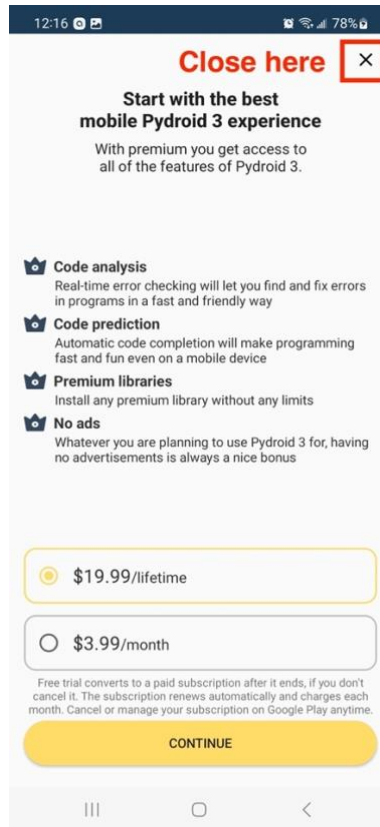 12:16
78%
Close here
Start with the best
mobile Pydroid 3 experience
With premium you get access to
all of the features of Pydroid 3.
Code analysis
Real-time error checking will let you find and fix errors
in programs in a fast and friendly way
Code prediction
Automatic code completion will make programming
fast and fun even on a mobile device
Premium libraries
Install any premium library without any limits
No ads
Whatever you are planning to use Pydroid 3 for, having
no advertisements is always a nice bonus
$19.99/lifetime
$3.99/month
Free trial converts to a paid subscription after it ends, if you don't
cancel it. The subscription renews automatically and charges each
month. Cancel or manage your subscription on Google Play anytime.
CONTINUE